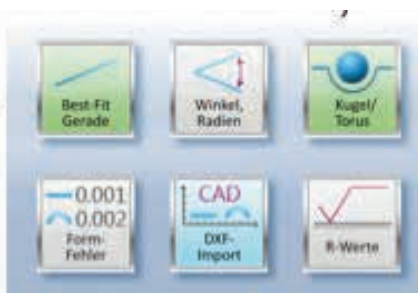 Best-Fit
Gerade
Winkel,
Radien
Kugel/
Torus
0.001
0.002
Form-
Fehler
CAD
DXF-
Import
R-Werte